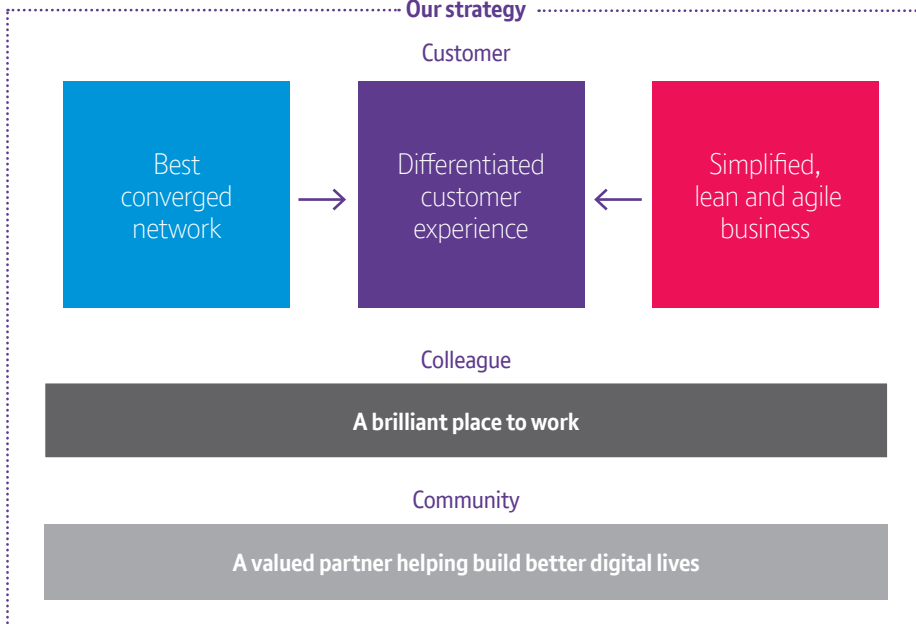 Our strategy
Customer
Best
converged
network
Differentiated
customer
experience
Simplified,
lean and agile
business
Colleague
A brilliant place to work
Community
A valued partner helping build better digital lives